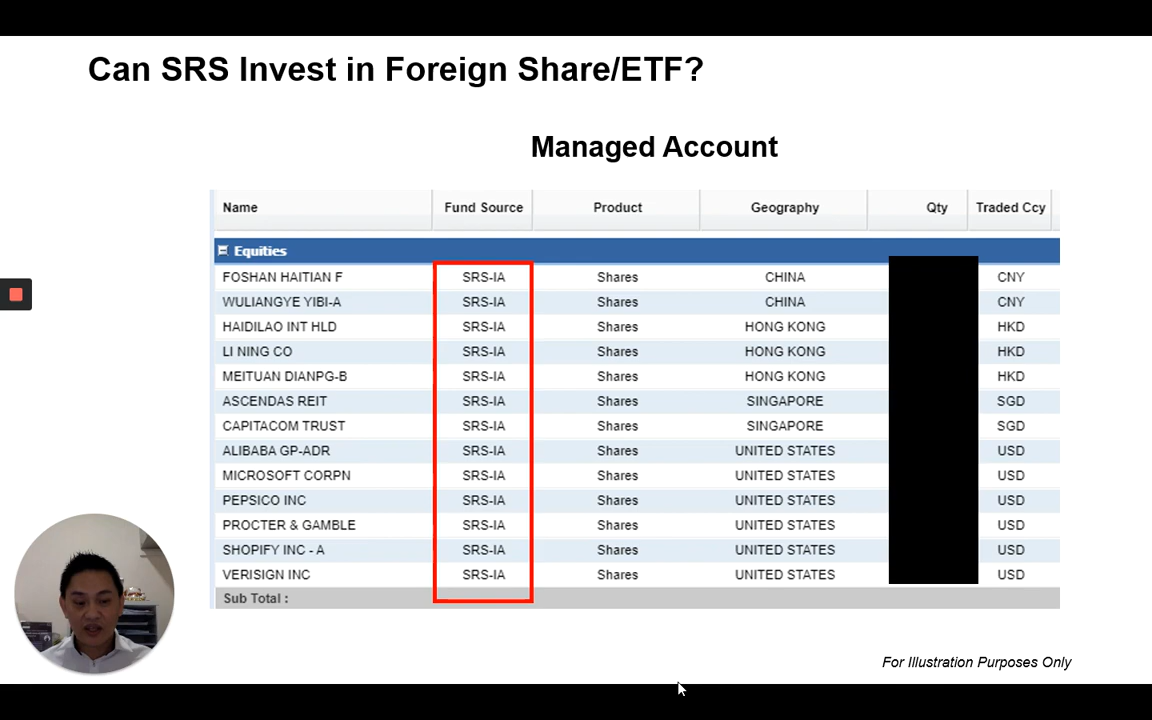 Can SRS Invest in Foreign Share/ETF?
Managed Account
Name Fund Source Product Geography Qty Traded Ccy
Equities
FOSHAN HAITIAN F SRS-IA Shares CHINA CNY
WULIANGYE YIBI-A SRS-IA Shares CHINA CNY
HAIDILAO INT HLD SRS-IA Shares HONG KONG HKD
LI NING CO SRS-IA Shares HONG KONG HKD
MEITUAN DIANPG-B SRS-IA Shares HONG KONG HKD
ASCENDAS REIT SRS-IA Shares SINGAPORE SGD
CAPITACOM TRUST SRS-IA Shares SINGAPORE SGD
ALIBABA GP-ADR SRS-IA Shares UNITED STATES USD
MICROSOFT CORPN SRS-IA Shares UNITED STATES USD
PEPSICO INC SRS-IA Shares UNITED STATES USD
PROCTER & GAMBLE SRS-IA Shares UNITED STATES USD
SHOPIFY INC - A SRS-IA Shares UNITED STATES USD
VERISIGN INC SRS-IA Shares UNITED STATES USD
Sub Total :
For Illustration Purposes Only